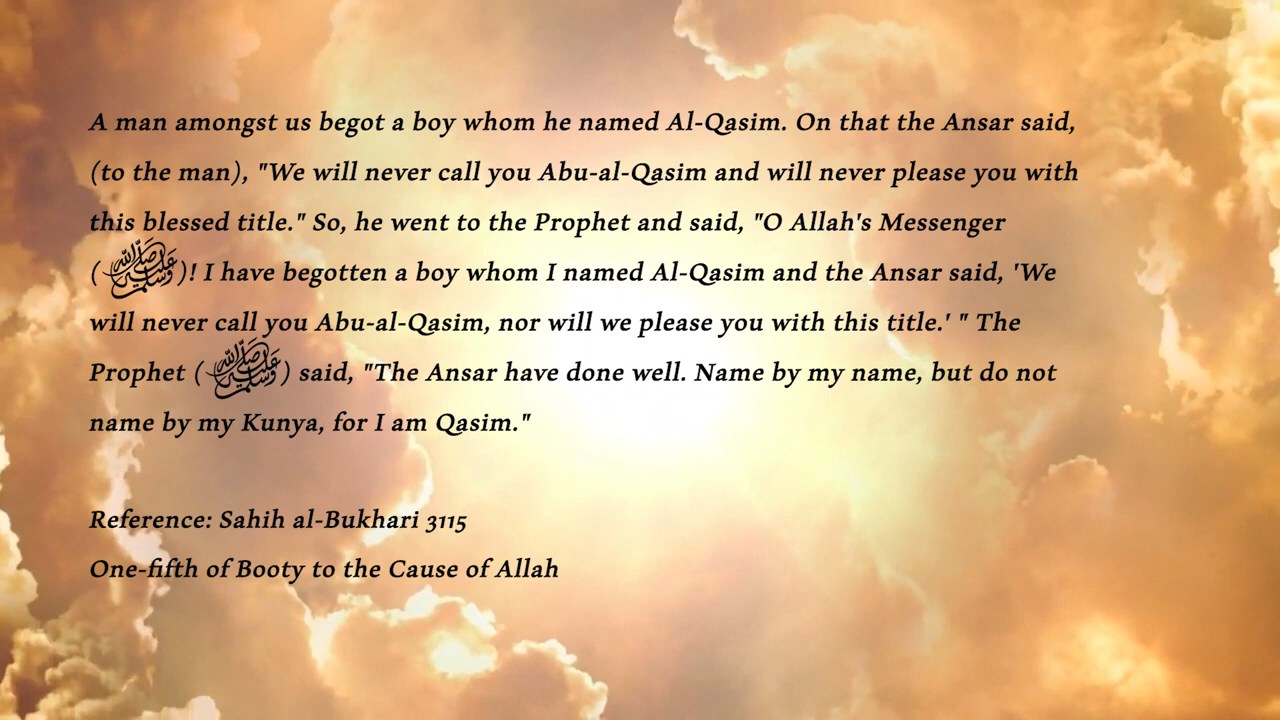 A man amongst us begot a boy whom he named Al-Qasim. On that the Ansar said,
(to the man), "We will never call you Abu-al-Qasim and will never please you with
this blessed title." So, he went to the Prophet and said, "O Allah's Messenger
(ﷺ)! I have begotten a boy whom I named Al-Qasim and the Ansar said, 'We
will never call you Abu-al-Qasim, nor will we please you with this title.' " The
Prophet (ﷺ) said, "The Ansar have done well. Name by my name, but do not
name by my Kunya, for I am Qasim."
Reference: Sahih al-Bukhari 3115
One-fifth of Booty to the Cause of Allah